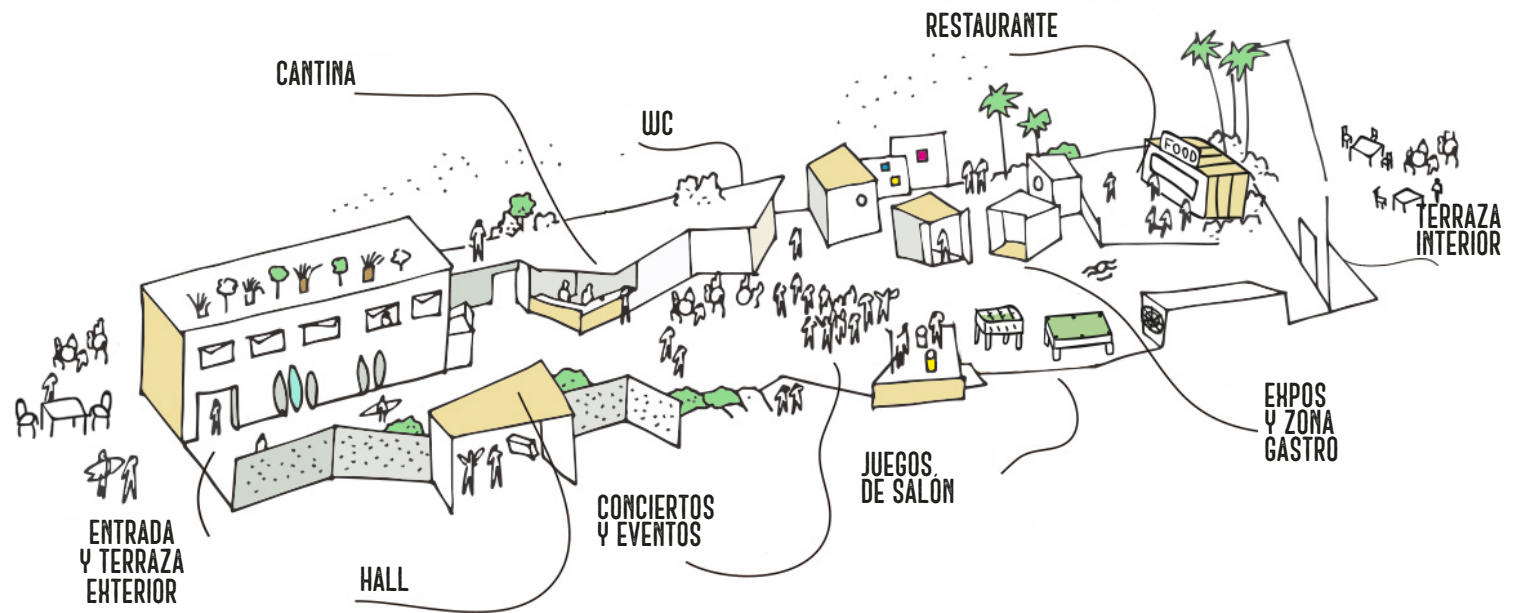 RESTAURANTE
CANTINA
WC
FOOD
TERRAZA
INTERIOR
EXPOS
Y ZONA
GASTRO
JUEGOS
DE SALÓN
CONCIERTOS
Y EVENTOS
ENTRADA
Y TERRAZA
EXTERIOR
HALL